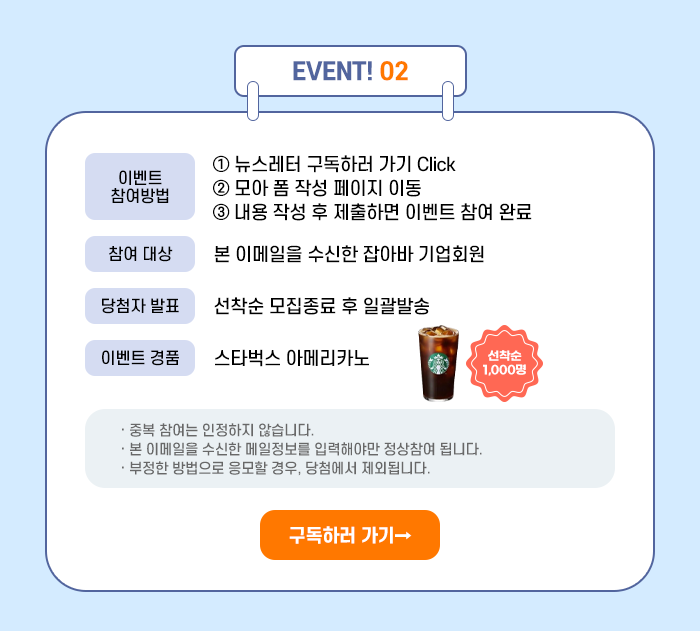 EVENT! 02
이벤트
참여방법
① 뉴스레터 구독하러 가기 Click
② 모아 폼 작성 페이지 이동
③ 내용 작성 후 제출하면 이벤트 참여 완료
참여 대상
본 이메일을 수신한 잡아바 기업회원
당첨자 발표
선착순 모집종료 후 일괄발송
이벤트 경품
스타벅스 아메리카노
선착순
1,000명
· 중복 참여는 인정하지 않습니다.
· 본 이메일을 수신한 메일정보를 입력해야만 정상참여 됩니다.
· 부정한 방법으로 응모할 경우, 당첨에서 제외됩니다.
구독하러 가기→